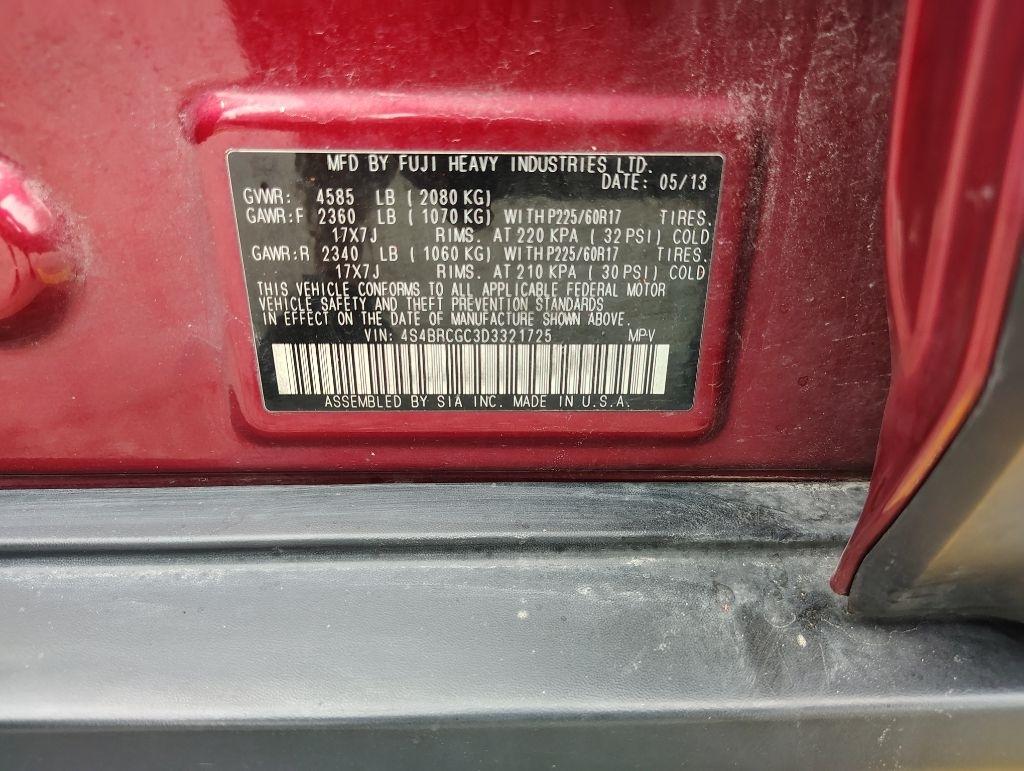 MFD BY FUJI HEAVY INDUSTRIES LTD.
DATE: 05/13
GVWR: 4585 LB ( 2080 KG)
GAWR:F 2360 LB ( 1070 KG) WITH P225/60R17 TIRES.
17X7J RIMS. AT 220 KPA ( 32 PSI) COLD
GAWR:R 2340 LB ( 1060 KG) WITH P225/60R17 TIRES.
17X7J RIMS. AT 210 KPA ( 30 PSI) COLD
THIS VEHICLE CONFORMS TO ALL APPLICABLE FEDERAL MOTOR
VEHICLE SAFETY AND THEFT PREVENTION STANDARDS
IN EFFECT ON THE DATE OF MANUFACTURE SHOWN ABOVE.
VIN: 4S4BRCGC3D3321725 MPV
ASSEMBLED BY SIA INC. MADE IN U.S.A.